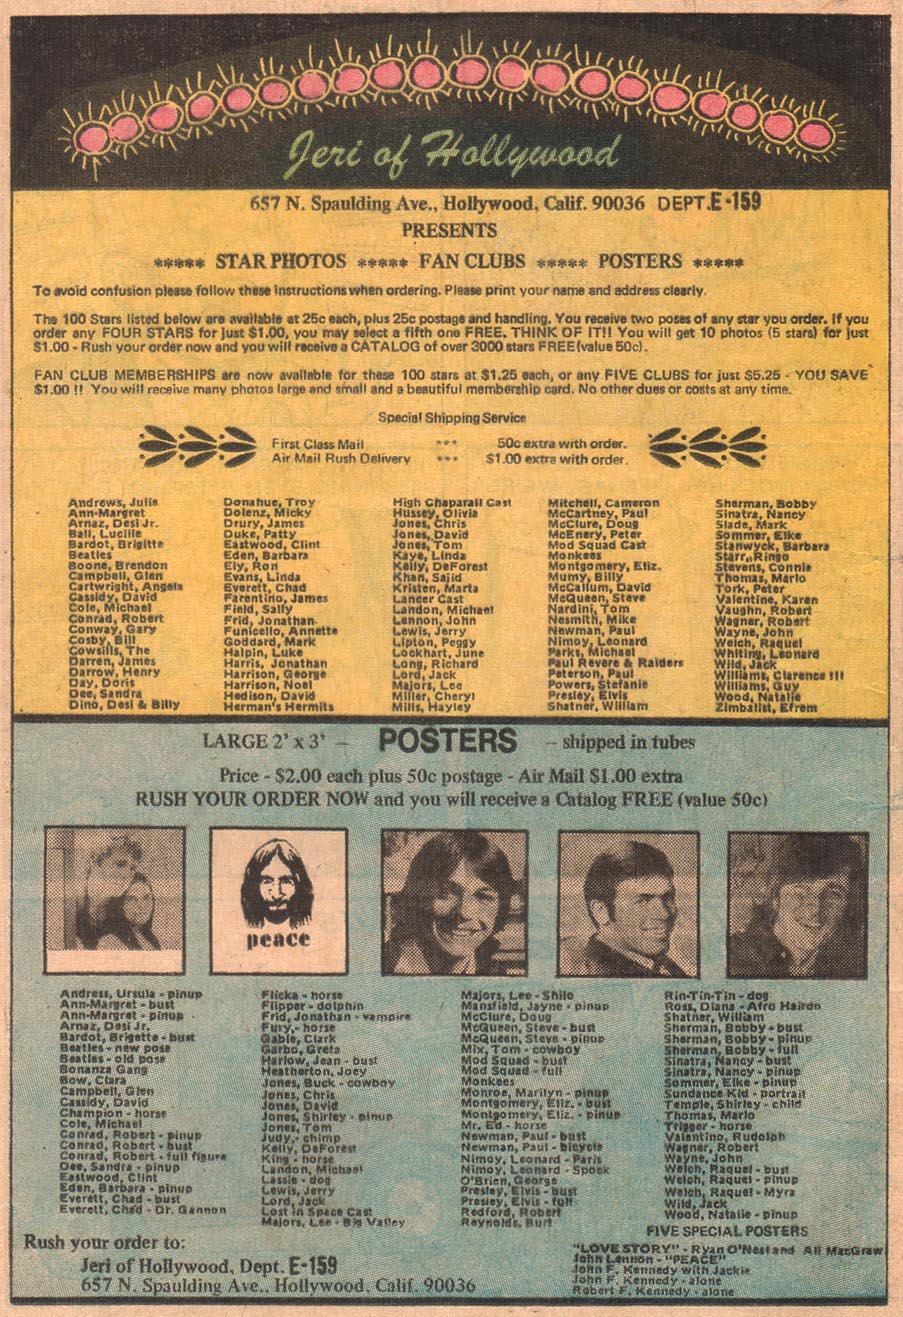 Jeri of Hollywood
657 N. Spaulding Ave., Hollywood, Calif. 90036 DEPT. E-159
PRESENTS
***** STAR PHOTOS ***** FAN CLUBS ***** POSTERS *****
To avoid confusion please follow these instructions when ordering. Please print your name and address clearly.
The 100 Stars listed below are available at 25c each, plus 25c postage and handling. You receive two poses of any star you order. If you
order any FOUR STARS for just $1.00, you may select a fifth one FREE. THINK OF IT!! You will get 10 photos (5 stars) for just
$1.00 - Rush your order now and you will receive a CATALOG of over 3000 stars FREE (value 50c).
FAN CLUB MEMBERSHIPS are now available for these 100 stars at $1.25 each, or any FIVE CLUBS for just $5.25 - YOU SAVE
$1.00 !! You will receive many photos large and small and a beautiful membership card. No other dues or costs at any time.
Special Shipping Service
First Class Mail *** 50c extra with order.
Air Mail Rush Delivery *** $1.00 extra with order.
Andrews, Julie
Ann-Margret
Arnaz, Desi Jr.
Ball, Lucille
Bardot, Brigitte
Beatles
Boone, Brendon
Campbell, Glen
Cartwright, Angela
Cassidy, David
Cole, Michael
Conrad, Robert
Conway, Gary
Cosby, Bill
Cowsills, The
Darren, James
Darrow, Henry
Day, Doris
Dee, Sandra
Dino, Desi & Billy
Donahue, Troy
Dolenz, Micky
Drury, James
Duke, Patty
Eastwood, Clint
Eden, Barbara
Ely, Ron
Evans, Linda
Everett, Chad
Farentino, James
Field, Sally
Frid, Jonathan
Funicello, Annette
Goddard, Mark
Halpin, Luke
Harris, Jonathan
Harrison, George
Harrison, Noel
Hedison, David
Herman's Hermits
High Chaparall Cast
Hussey, Olivia
Jones, Chris
Jones, David
Jones, Tom
Kaye, Linda
Kelly, DeForest
Khan, Sajid
Kristen, Marta
Lancer Cast
Landon, Michael
Lennon, John
Lewis, Jerry
Lipton, Peggy
Lockhart, June
Long, Richard
Lord, Jack
Majors, Lee
Miller, Cheryl
Mills, Hayley
Mitchell, Cameron
McCartney, Paul
McClure, Doug
McEnery, Peter
Mod Squad Cast
Monkees
Montgomery, Eliz.
Mumy, Billy
McCallum, David
McQueen, Steve
Nardini, Tom
Nesmith, Mike
Newman, Paul
Nimoy, Leonard
Parks, Michael
Paul Revere & Raiders
Peterson, Paul
Powers, Stefanie
Presley, Elvis
Shatner, William
Sherman, Bobby
Sinatra, Nancy
Slade, Mark
Sommer, Elke
Stanwyck, Barbara
Starr, Ringo
Stevens, Connie
Thomas, Marlo
Tork, Peter
Valentine, Karen
Vaughn, Robert
Wagner, Robert
Wayne, John
Welch, Raquel
Whiting, Leonard
Wild, Jack
Williams, Clarence III
Williams, Guy
Wood, Natalie
Zimbalist, Efrem
LARGE 2' x 3' - POSTERS - shipped in tubes
Price - $2.00 each plus 50c postage - Air Mail $1.00 extra
RUSH YOUR ORDER NOW and you will receive a Catalog FREE (value 50c)
peace
Andress, Ursula - pinup
Ann-Margret - bust
Ann-Margret - pinup
Arnaz, Desi Jr.
Bardot, Brigette - bust
Beatles - new pose
Beatles - old pose
Bonanza Gang
Bow, Clara
Campbell, Glen
Cassidy, David
Champion - horse
Cole, Michael
Conrad, Robert - pinup
Conrad, Robert - bust
Conrad, Robert - full figure
Dee, Sandra - pinup
Eastwood, Clint
Eden, Barbara - pinup
Everett, Chad - bust
Everett, Chad - Dr. Gannon
Flicka - horse
Flipper - dolphin
Frid, Jonathan - vampire
Fury - horse
Gable, Clark
Garbo, Greta
Harlow, Jean - bust
Heatherton, Joey
Jones, Buck - cowboy
Jones, Chris
Jones, David
Jones, Shirley - pinup
Jones, Tom
Judy - chimp
Kelly, DeForest
King - horse
Landon, Michael
Lassie - dog
Lewis, Jerry
Lord, Jack
Lost in Space Cast
Majors, Lee - Big Valley
Majors, Lee - Shilo
Mansfield, Jayne - pinup
McClure, Doug
McQueen, Steve - bust
McQueen, Steve - pinup
Mix, Tom - cowboy
Mod Squad - bust
Mod Squad - full
Monkees
Monroe, Marilyn - pinup
Montgomery, Eliz. - bust
Montgomery, Eliz. - pinup
Mr. Ed - horse
Newman, Paul - bust
Newman, Paul - bicycle
Nimoy, Leonard - Paris
Nimoy, Leonard - Spock
O'Brien, George
Presley, Elvis - bust
Presley, Elvis - full
Redford, Robert
Reynolds, Burt
Rin-Tin-Tin - dog
Ross, Diana - Afro Hairdo
Shatner, William
Sherman, Bobby - bust
Sherman, Bobby - pinup
Sherman, Bobby - full
Sinatra, Nancy - bust
Sinatra, Nancy - pinup
Sommer, Elke - pinup
Sundance Kid - portrait
Temple, Shirley - child
Thomas, Marlo
Trigger - horse
Valentino, Rudolph
Wagner, Robert
Wayne, John
Welch, Raquel - bust
Welch, Raquel - pinup
Welch, Raquel - Myra
Wild, Jack
Wood, Natalie - pinup
FIVE SPECIAL POSTERS
"LOVE STORY" - Ryan O'Neal and Ali MacGraw
John Lennon - "PEACE"
John F. Kennedy with Jackie
John F. Kennedy - alone
Robert F. Kennedy - alone
Rush your order to:
Jeri of Hollywood, Dept. E-159
657 N. Spaulding Ave., Hollywood, Calif. 90036